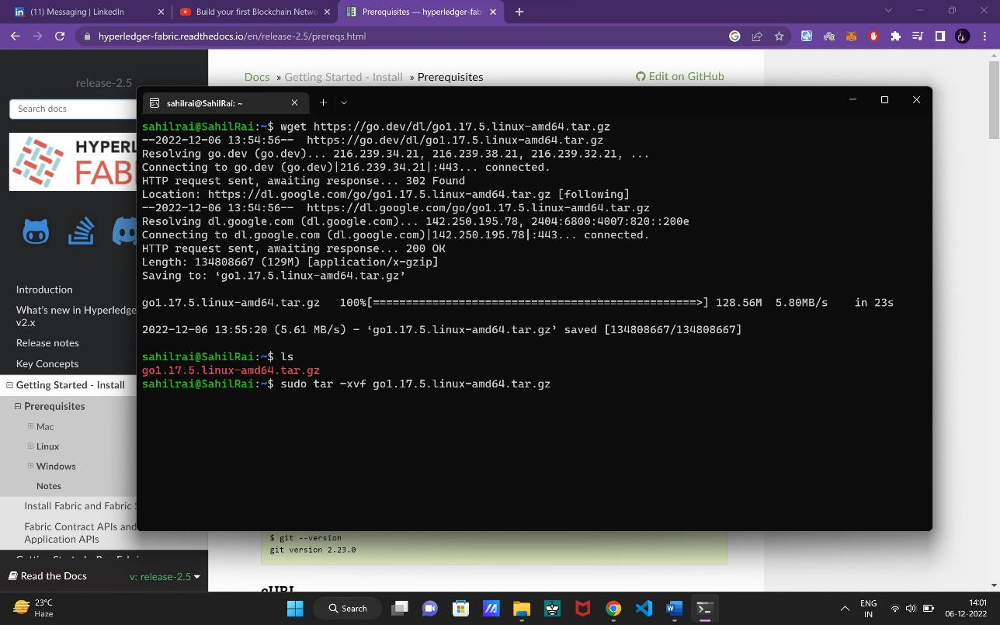 (11) Messaging | LinkedIn
Build your first Blockchain Netwo
Prerequisites — hyperledger-fab
hyperledger-fabric.readthedocs.io/en/release-2.5/prereqs.html
release-2.5
Search docs
HYPERL
FAB
Introduction
What's new in Hyperledge
v2.x
Release notes
Key Concepts
Getting Started - Install
Prerequisites
Mac
Linux
Windows
Notes
Install Fabric and Fabric S
Fabric Contract APIs and
Application APIs
Read the Docs
v: release-2.5
Docs » Getting Started - Install » Prerequisites
Edit on GitHub
sahilrai@SahilRai: ~
sahilrai@SahilRai:~$ wget https://go.dev/dl/go1.17.5.linux-amd64.tar.gz
--2022-12-06 13:54:56-- https://go.dev/dl/go1.17.5.linux-amd64.tar.gz
Resolving go.dev (go.dev)... 216.239.34.21, 216.239.38.21, 216.239.32.21, ...
Connecting to go.dev (go.dev)|216.239.34.21|:443... connected.
HTTP request sent, awaiting response... 302 Found
Location: https://dl.google.com/go/go1.17.5.linux-amd64.tar.gz [following]
--2022-12-06 13:54:56-- https://dl.google.com/go/go1.17.5.linux-amd64.tar.gz
Resolving dl.google.com (dl.google.com)... 142.250.195.78, 2404:6800:4007:820::200e
Connecting to dl.google.com (dl.google.com)|142.250.195.78|:443... connected.
HTTP request sent, awaiting response... 200 OK
Length: 134808667 (129M) [application/x-gzip]
Saving to: ‘go1.17.5.linux-amd64.tar.gz’
go1.17.5.linux-amd64.tar.gz 100%[=================================================>] 128.56M 5.80MB/s in 23s
2022-12-06 13:55:20 (5.61 MB/s) - ‘go1.17.5.linux-amd64.tar.gz’ saved [134808667/134808667]
sahilrai@SahilRai:~$ ls
go1.17.5.linux-amd64.tar.gz
sahilrai@SahilRai:~$ sudo tar -xvf go1.17.5.linux-amd64.tar.gz
$ git --version
git version 2.23.0
23°C
Haze
Search
ENG
IN
14:01
06-12-2022